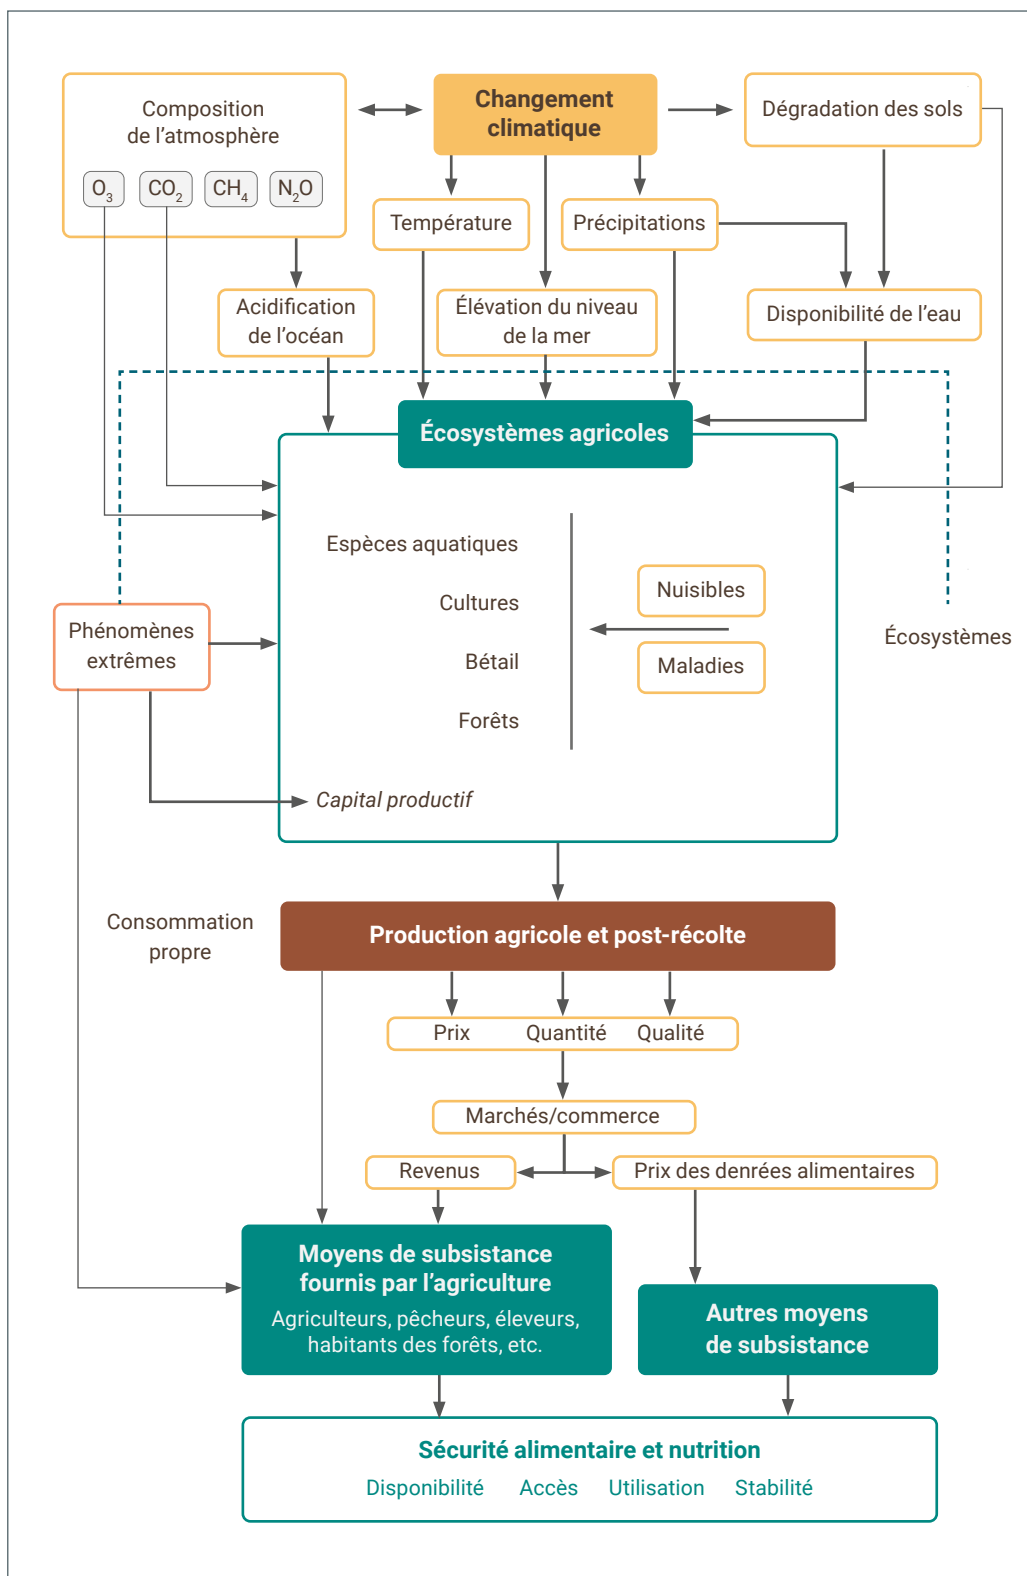 Composition
de l’atmosphère
O3
CO2
CH4
N2O
Changement
climatique
Dégradation des sols
Température
Précipitations
Acidification
de l’océan
Élévation du niveau
de la mer
Disponibilité de l’eau
Écosystèmes agricoles
Espèces aquatiques
Cultures
Bétail
Forêts
Nuisibles
Maladies
Phénomènes
extrêmes
Écosystèmes
Capital productif
Consommation
propre
Production agricole et post-récolte
Prix
Quantité
Qualité
Marchés/commerce
Revenus
Prix des denrées alimentaires
Moyens de subsistance
fournis par l’agriculture
Agriculteurs, pêcheurs, éleveurs,
habitants des forêts, etc.
Autres moyens
de subsistance
Sécurité alimentaire et nutrition
Disponibilité
Accès
Utilisation
Stabilité